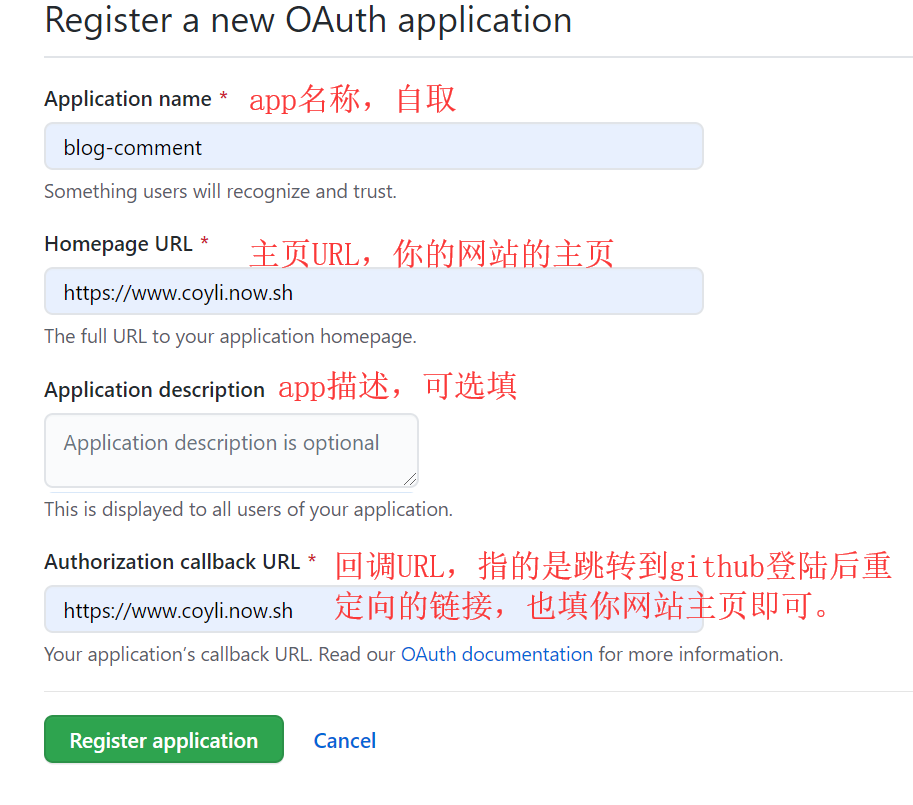 Register a new OAuth application
Application name * app名称，自取
blog-comment
Something users will recognize and trust.
Homepage URL * 主页URL，你的网站的主页
https://www.coyli.now.sh
The full URL to your application homepage.
Application description app描述，可选填
Application description is optional
This is displayed to all users of your application.
Authorization callback URL * 回调URL，指的是跳转到github登陆后重
https://www.coyli.now.sh 定向的链接，也填你网站主页即可。
Your application’s callback URL. Read our OAuth documentation for more information.
Register application Cancel